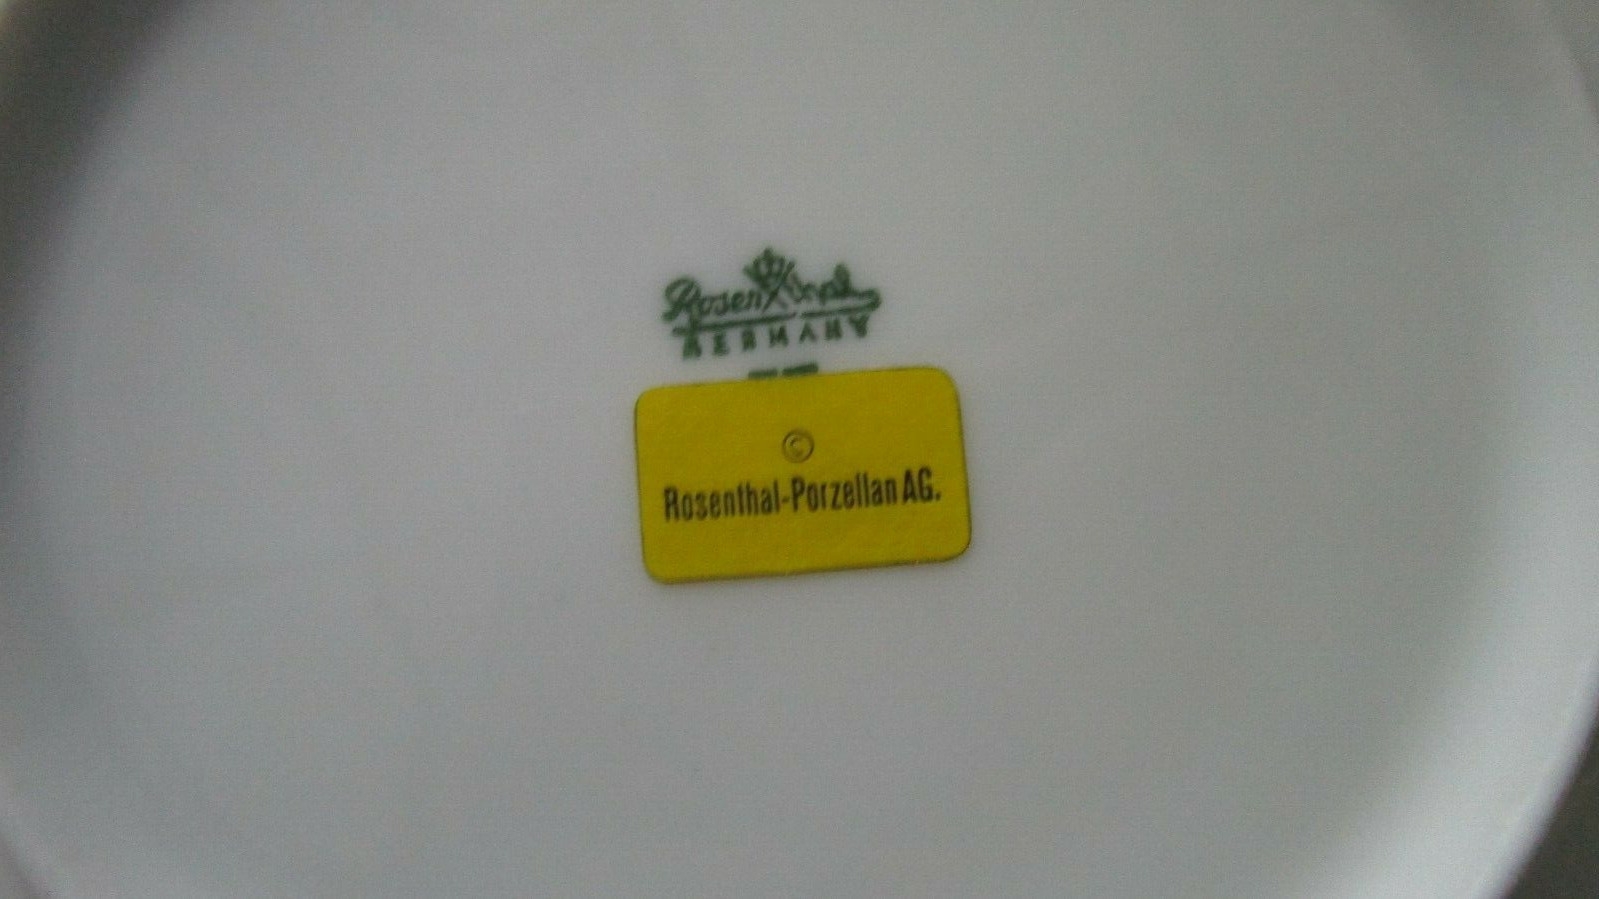 Rosenthal
GERMANY
©
Rosenthal-Porzellan AG.